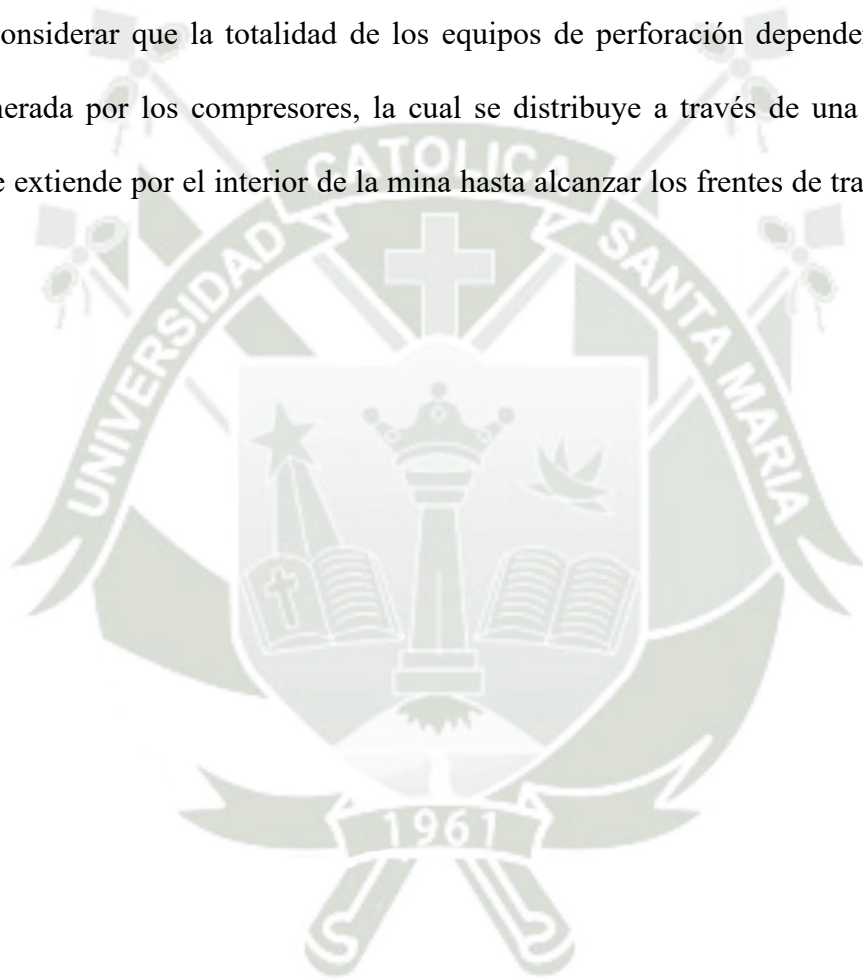 onsiderar que la totalidad de los equipos de perforación depende
nerada por los compresores, la cual se distribuye a través de una
e extiende por el interior de la mina hasta alcanzar los frentes de tra
UNIVERSIDAD CATOLICA SANTA MARIA
1961